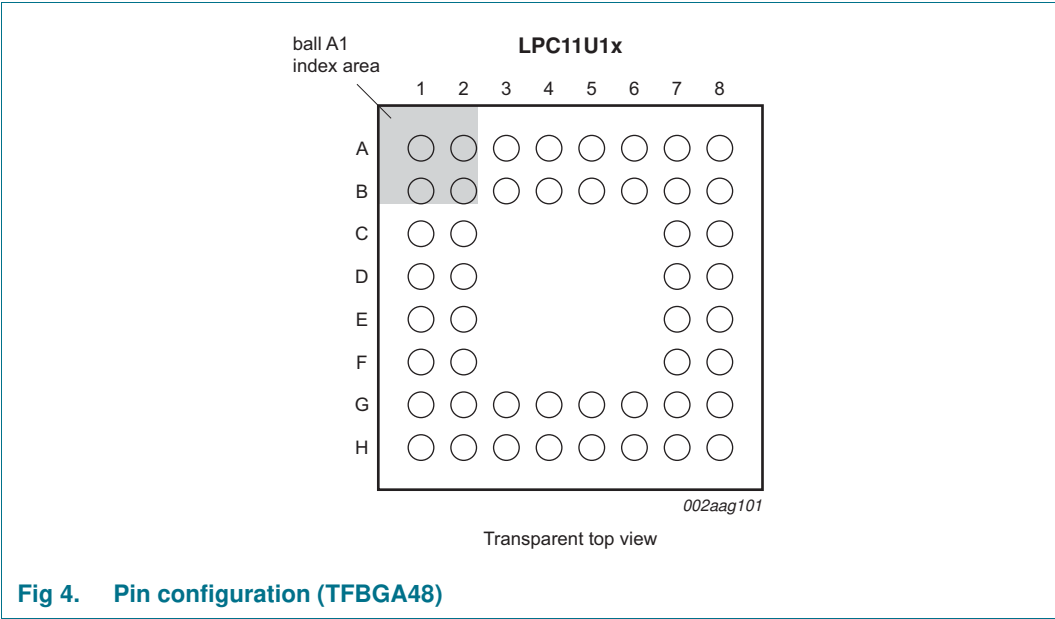 ball A1
index area
LPC11U1x
1 2 3 4 5 6 7 8
A
B
C
D
E
F
G
H
002aag101
Transparent top view
Fig 4. Pin configuration (TFBGA48)